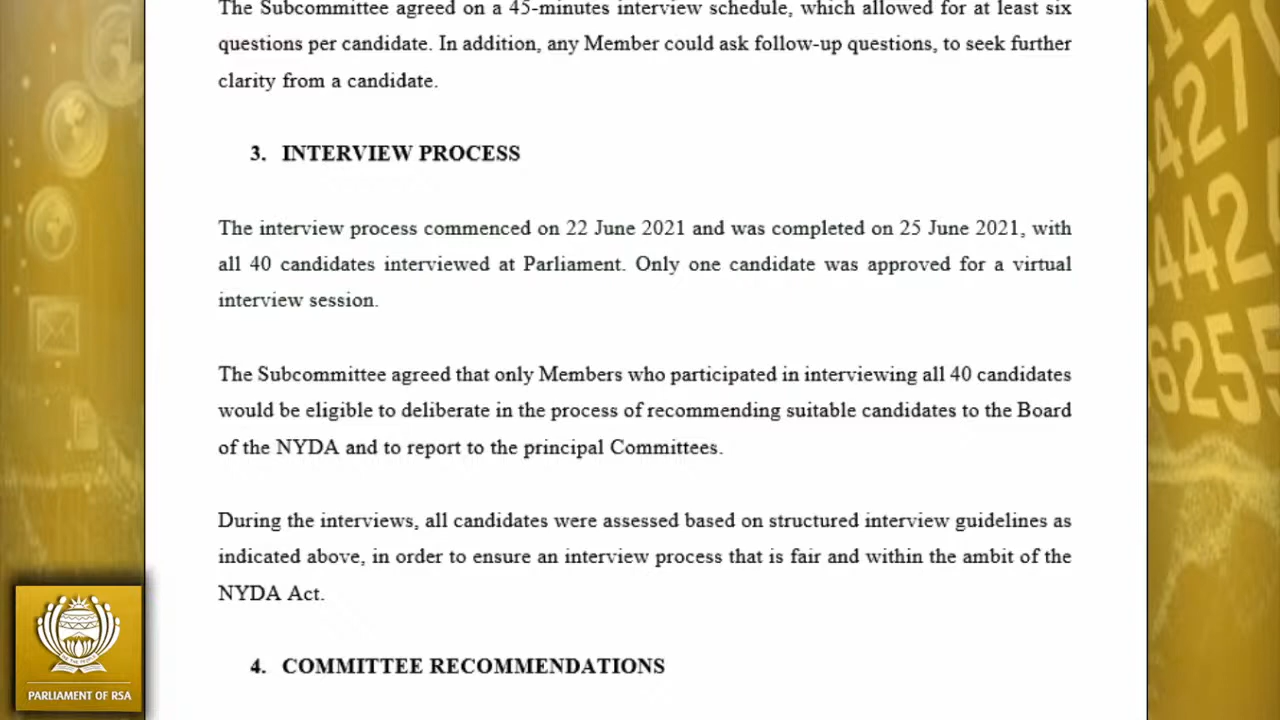 The Subcommittee agreed on a 45-minutes interview schedule, which allowed for at least six
questions per candidate. In addition, any Member could ask follow-up questions, to seek further
clarity from a candidate.
3. INTERVIEW PROCESS
The interview process commenced on 22 June 2021 and was completed on 25 June 2021, with
all 40 candidates interviewed at Parliament. Only one candidate was approved for a virtual
interview session.
The Subcommittee agreed that only Members who participated in interviewing all 40 candidates
would be eligible to deliberate in the process of recommending suitable candidates to the Board
of the NYDA and to report to the principal Committees.
During the interviews, all candidates were assessed based on structured interview guidelines as
indicated above, in order to ensure an interview process that is fair and within the ambit of the
NYDA Act.
4. COMMITTEE RECOMMENDATIONS
PARLIAMENT OF RSA
427
442
6255